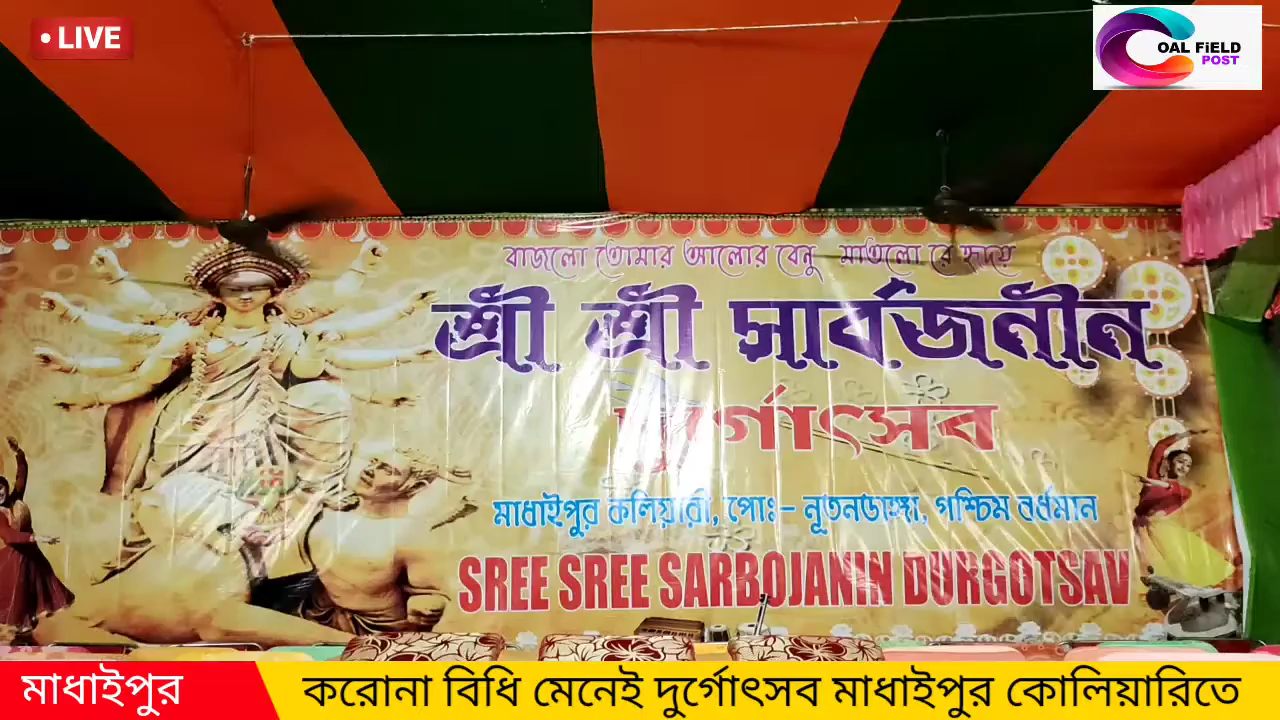 LIVE
COAL FiELD
POST
বাজলো তোমার আলোর বেনু মাতলো রে হৃদয়
শ্রী শ্রী সার্বজনীন
দুর্গোৎসব
মাধাইপুর কলিয়ারী, পোঃ- নূতনডাঙ্গা, পশ্চিম বর্ধমান
SREE SREE SARBOJANIN DURGOTSAV
মাধাইপুর
করোনা বিধি মেনেই দুর্গোৎসব মাধাইপুর কোলিয়ারিতে